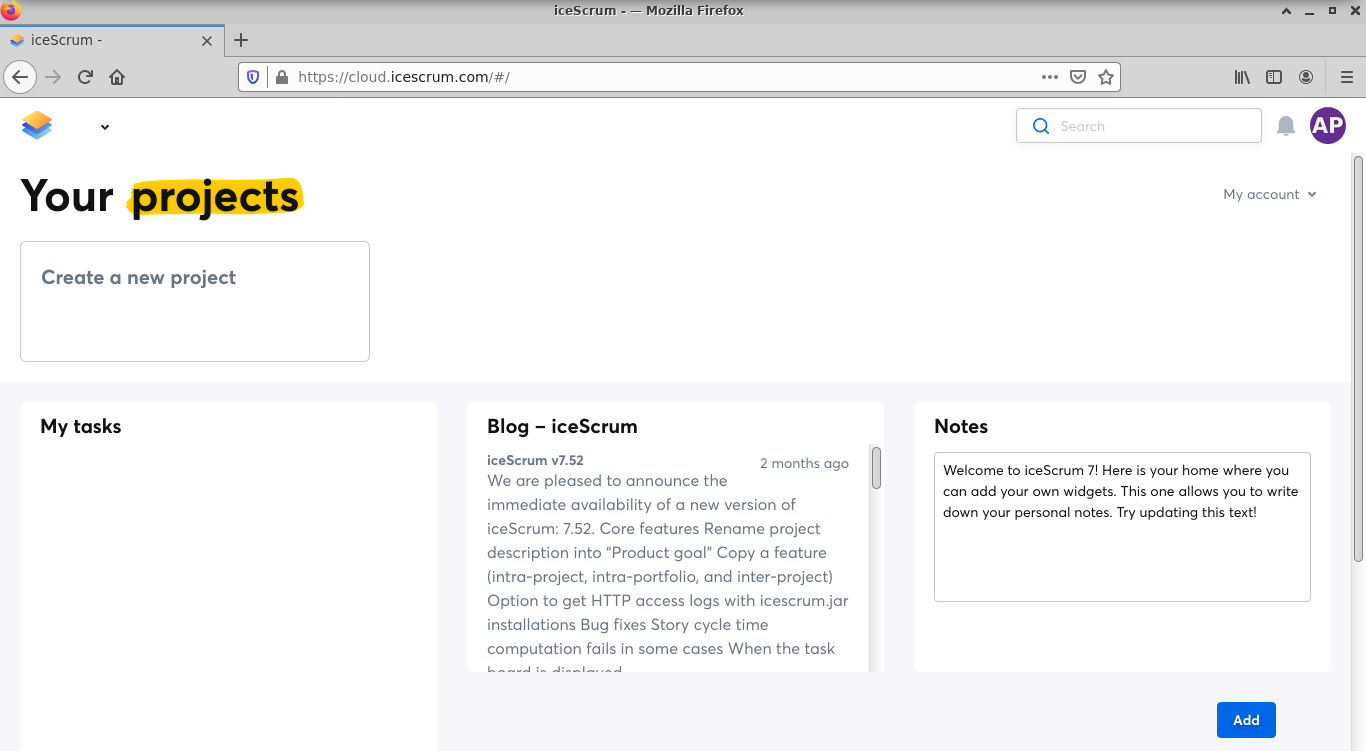 iceScrum - — Mozilla Firefox
iceScrum -
https://cloud.icescrum.com/#/
Search
AP
Your projects
My account
Create a new project
My tasks
Blog – iceScrum
iceScrum v7.52
2 months ago
We are pleased to announce the
immediate availability of a new version of
iceScrum: 7.52. Core features Rename project
description into “Product goal” Copy a feature
(intra-project, intra-portfolio, and inter-project)
Option to get HTTP access logs with icescrum.jar
installations Bug fixes Story cycle time
computation fails in some cases When the task
board is displayed
Notes
Welcome to iceScrum 7! Here is your home where you
can add your own widgets. This one allows you to write
down your personal notes. Try updating this text!
Add